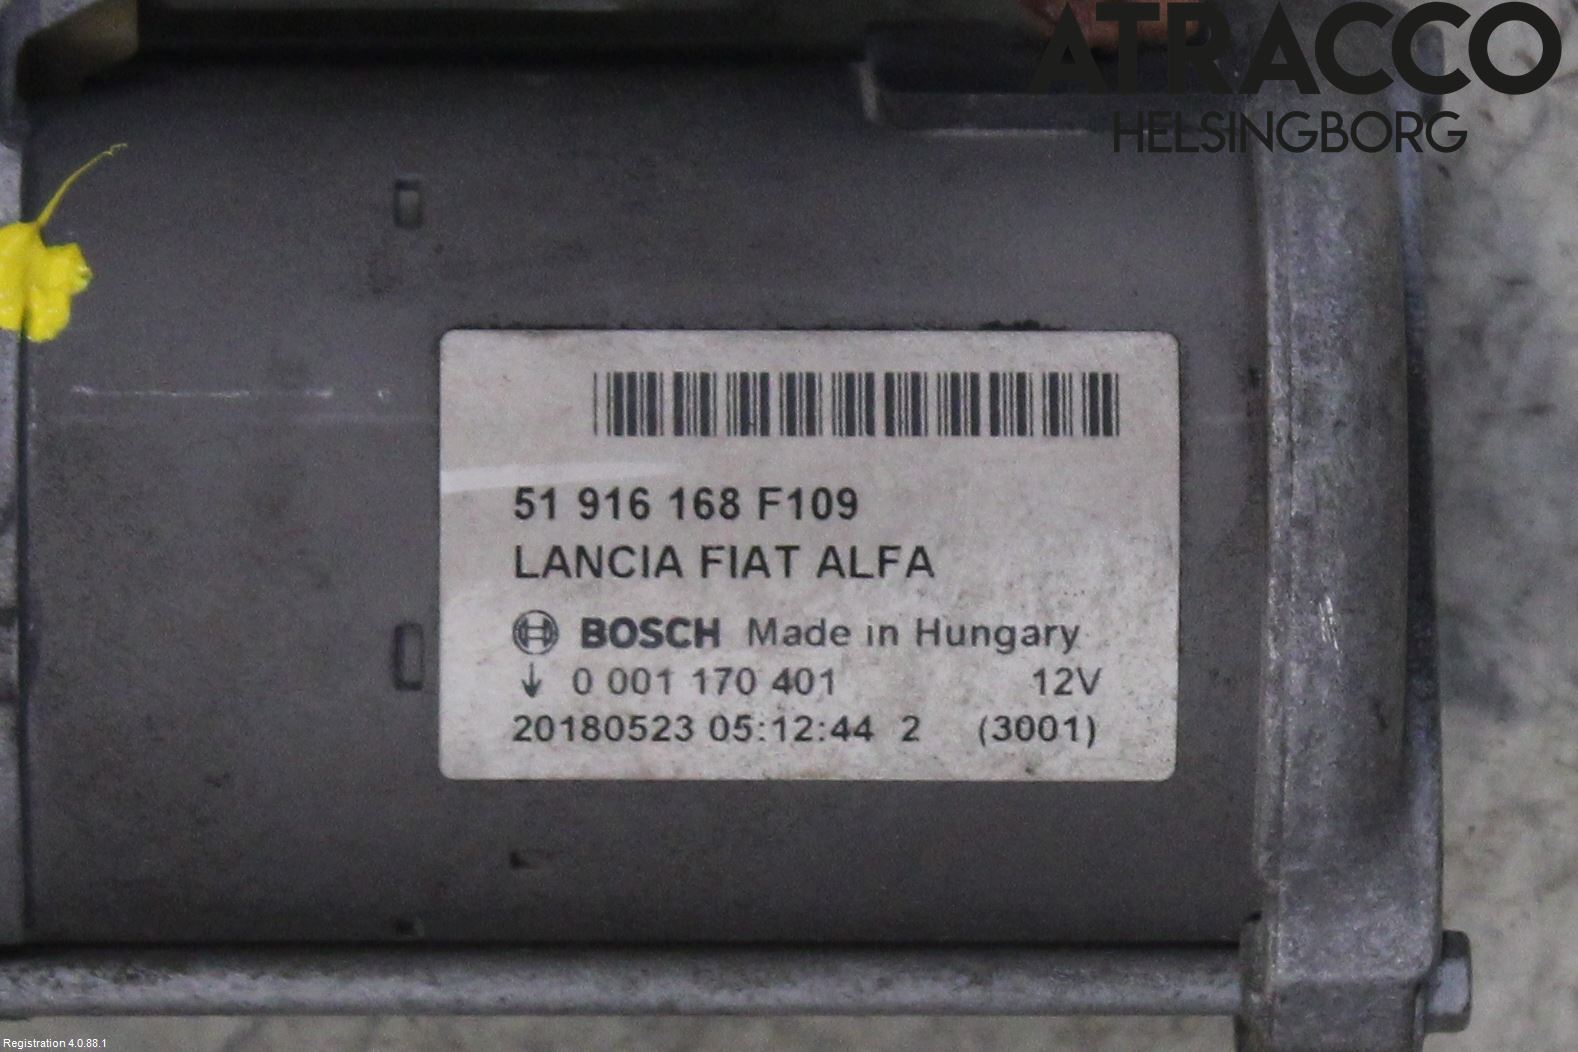 ATRACCO
HELSINGBORG
51 916 168 F109
LANCIA FIAT ALFA
BOSCH Made in Hungary
↓ 0 001 170 401 12V
20180523 05:12:44 2 (3001)
Registration 4.0.88.1